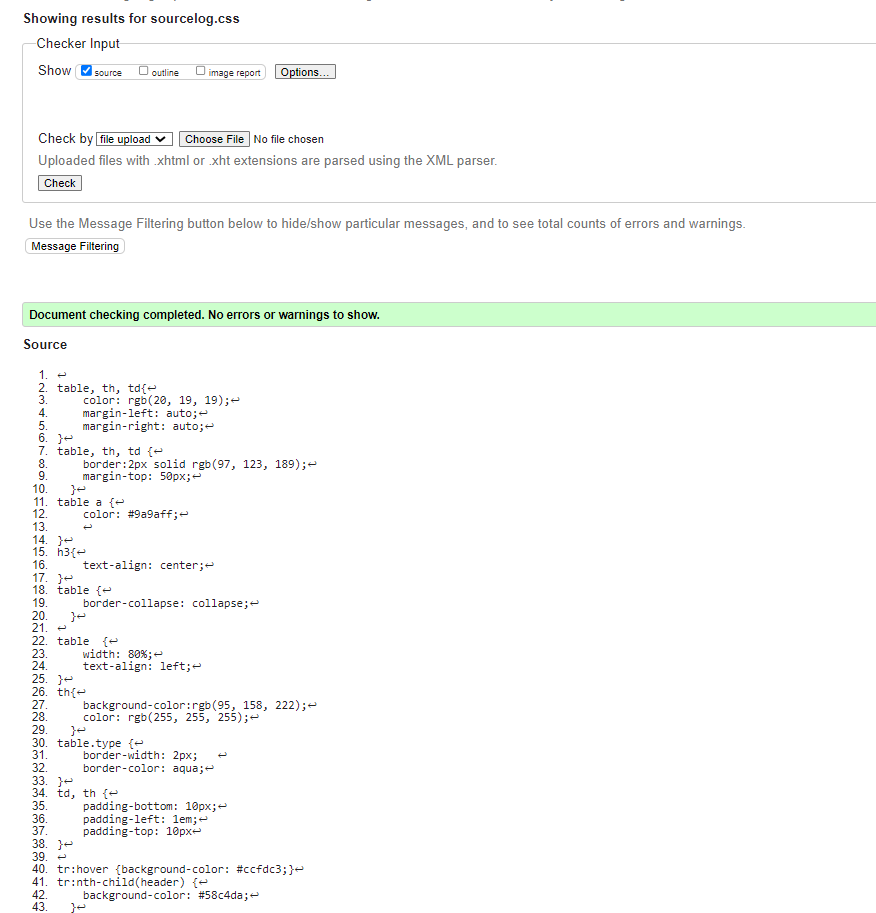 Showing results for sourcelog.css
Checker Input
Show source outline image report Options...
Check by file upload Choose File No file chosen
Uploaded files with .xhtml or .xht extensions are parsed using the XML parser.
Check
Use the Message Filtering button below to hide/show particular messages, and to see total counts of errors and warnings.
Message Filtering
Document checking completed. No errors or warnings to show.
Source
1. ↩
2. table, th, td{↩
3.     color: rgb(20, 19, 19);↩
4.     margin-left: auto;↩
5.     margin-right: auto;↩
6. }↩
7. table, th, td {↩
8.     border:2px solid rgb(97, 123, 189);↩
9.     margin-top: 50px;↩
10.   }↩
11. table a {↩
12.     color: #9a9aff;↩
13.     ↩
14. }↩
15. h3{↩
16.     text-align: center;↩
17. }↩
18. table {↩
19.     border-collapse: collapse;↩
20.   }↩
21. ↩
22. table  {↩
23.     width: 80%;↩
24.     text-align: left;↩
25. }↩
26. th{↩
27.     background-color:rgb(95, 158, 222);↩
28.     color: rgb(255, 255, 255);↩
29.   }↩
30. table.type {↩
31.     border-width: 2px;   ↩
32.     border-color: aqua;↩
33. }↩
34. td, th {↩
35.     padding-bottom: 10px;↩
36.     padding-left: 1em;↩
37.     padding-top: 10px↩
38. }↩
39. ↩
40. tr:hover {background-color: #ccfdc3;}↩
41. tr:nth-child(header) {↩
42.     background-color: #58c4da;↩
43.   }↩